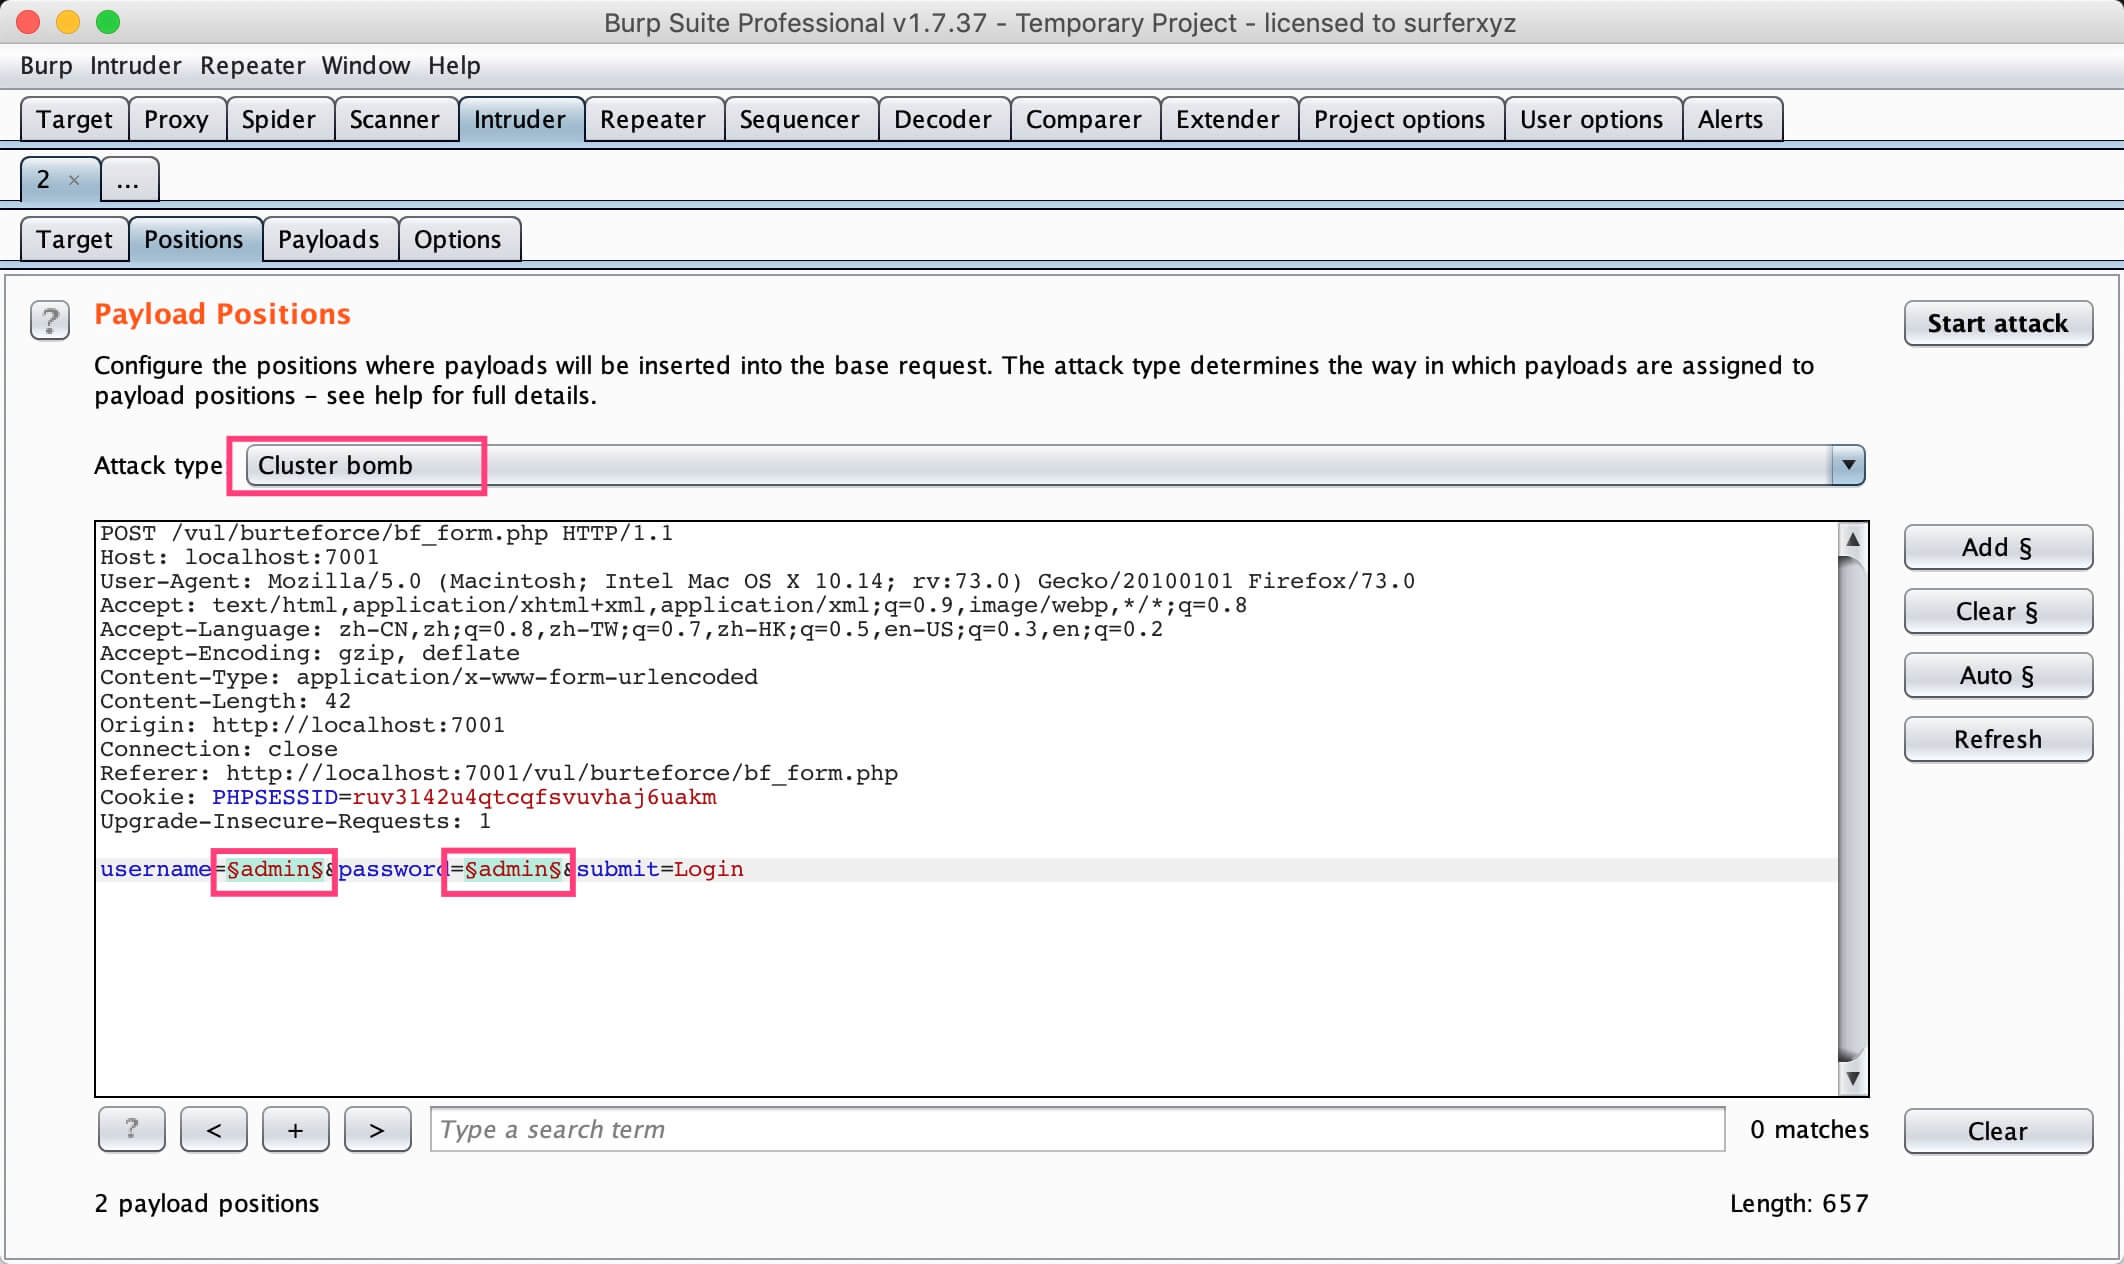 Burp Suite Professional v1.7.37 - Temporary Project - licensed to surferxyz
Burp Intruder Repeater Window Help
Target Proxy Spider Scanner Intruder Repeater Sequencer Decoder Comparer Extender Project options User options Alerts
2 × ...
Target Positions Payloads Options
? Payload Positions
Start attack
Configure the positions where payloads will be inserted into the base request. The attack type determines the way in which payloads are assigned to
payload positions – see help for full details.
Attack type: Cluster bomb
POST /vul/burteforce/bf_form.php HTTP/1.1
Host: localhost:7001
User-Agent: Mozilla/5.0 (Macintosh; Intel Mac OS X 10.14; rv:73.0) Gecko/20100101 Firefox/73.0
Accept: text/html,application/xhtml+xml,application/xml;q=0.9,image/webp,*/*;q=0.8
Accept-Language: zh-CN,zh;q=0.8,zh-TW;q=0.7,zh-HK;q=0.5,en-US;q=0.3,en;q=0.2
Accept-Encoding: gzip, deflate
Content-Type: application/x-www-form-urlencoded
Content-Length: 42
Origin: http://localhost:7001
Connection: close
Referer: http://localhost:7001/vul/burteforce/bf_form.php
Cookie: PHPSESSID=ruv3142u4qtcqfsvuvhaj6uakm
Upgrade-Insecure-Requests: 1
username=§admin§&password=§admin§&submit=Login
Add §
Clear §
Auto §
Refresh
? < + > Type a search term 0 matches Clear
2 payload positions Length: 657